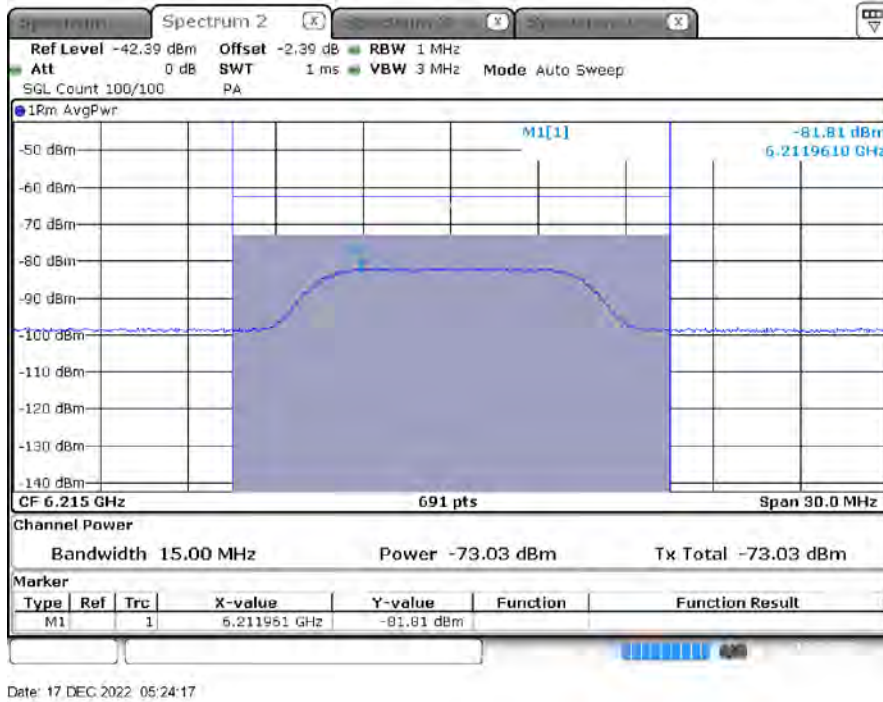 Spectrum 2 X X X
Ref Level -42.39 dBm Offset -2.39 dB RBW 1 MHz
Att 0 dB SWT 1 ms VBW 3 MHz Mode Auto Sweep
SGL Count 100/100 PA
1Rm AvgPwr
M1[1] -81.81 dBm
6.2119610 GHz
-50 dBm
-60 dBm
-70 dBm
-80 dBm
-90 dBm
-100 dBm
-110 dBm
-120 dBm
-130 dBm
-140 dBm
CF 6.215 GHz 691 pts Span 30.0 MHz
Channel Power
Bandwidth 15.00 MHz Power -73.03 dBm Tx Total -73.03 dBm
Marker
Type Ref Trc X-value Y-value Function Function Result
M1 1 6.211961 GHz -81.81 dBm
Date: 17.DEC.2022 05:24:17